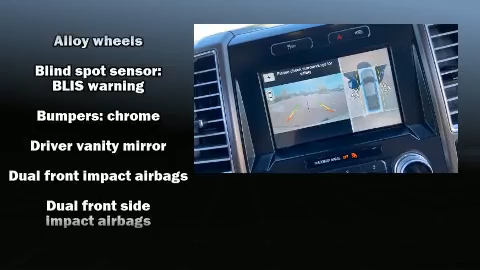 Alloy wheels
Blind spot sensor:
BLIS warning
Bumpers: chrome
Driver vanity mirror
Dual front impact airbags
Dual front side
impact airbags